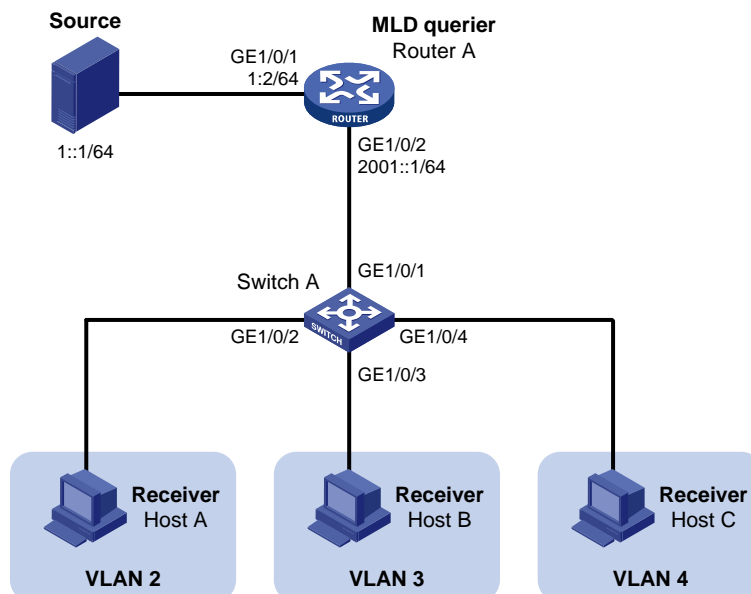 Source
MLD querier
Router A
GE1/0/1
1:2/64
ROUTER
1::1/64
GE1/0/2
2001::1/64
Switch A
GE1/0/1
SWITCH
GE1/0/2
GE1/0/4
GE1/0/3
Receiver
Host A
Receiver
Host B
Receiver
Host C
VLAN 2
VLAN 3
VLAN 4